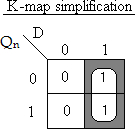 K-map simplification
D
Qn
0 1
0 0 1
1 0 1